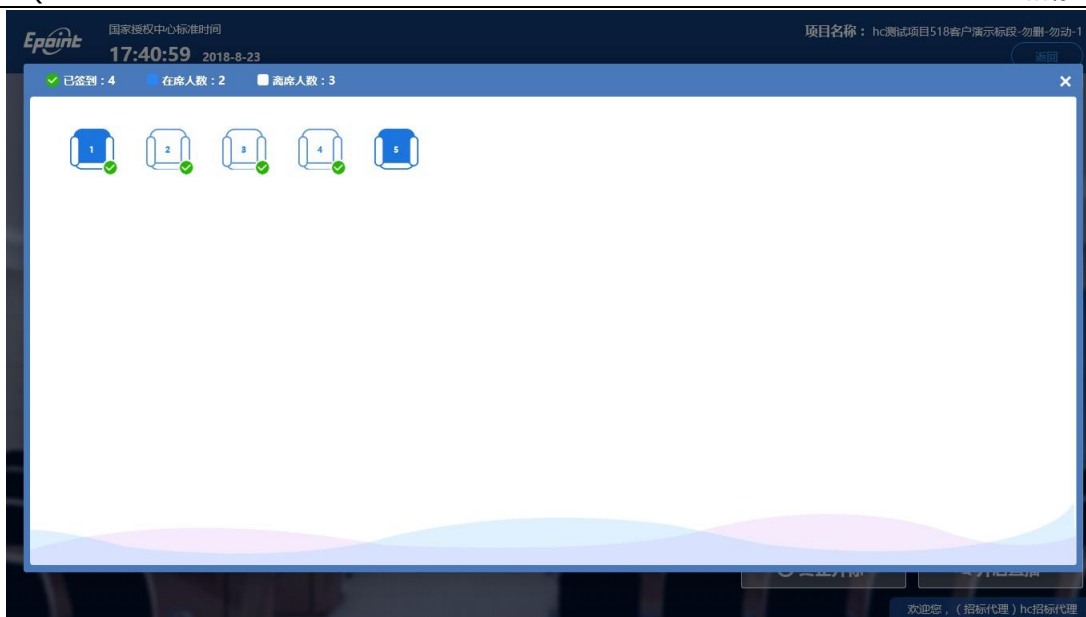 Epoint
国家授权中心标准时间
17:40:59 2018-8-23
项目名称：hc测试项目518客户演示标段-勿删-勿动-1
返回
已签到：4 在席人数：2 离席人数：3
1 2 3 4 5
欢迎您，（招标代理）hc招标代理